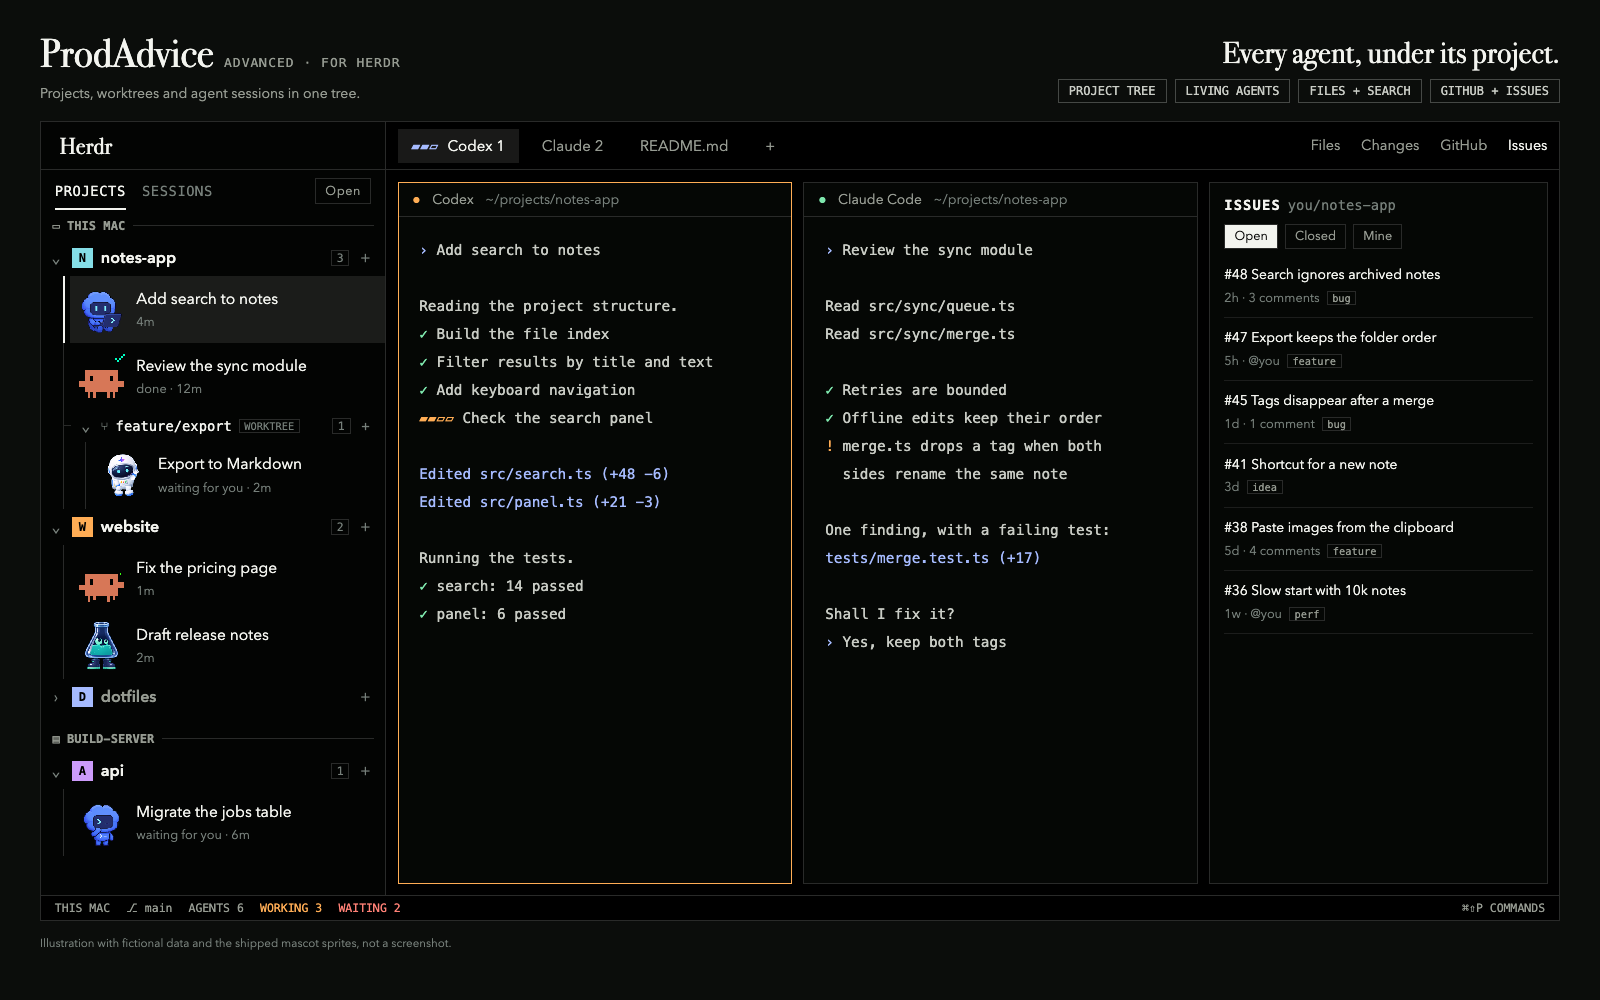 ProdAdvice ADVANCED · FOR HERDR
Projects, worktrees and agent sessions in one tree.
Every agent, under its project.
PROJECT TREE LIVING AGENTS FILES + SEARCH GITHUB + ISSUES
Herdr
PROJECTS SESSIONS Open
THIS MAC
N notes-app 3 +
Add search to notes
4m
Review the sync module
done · 12m
feature/export WORKTREE 1 +
Export to Markdown
waiting for you · 2m
W website 2 +
Fix the pricing page
1m
Draft release notes
2m
D dotfiles +
BUILD-SERVER
A api 1 +
Migrate the jobs table
waiting for you · 6m
Codex 1 Claude 2 README.md +
Files Changes GitHub Issues
Codex ~/projects/notes-app
› Add search to notes
Reading the project structure.
✓ Build the file index
✓ Filter results by title and text
✓ Add keyboard navigation
Check the search panel
Edited src/search.ts (+48 −6)
Edited src/panel.ts (+21 −3)
Running the tests.
✓ search: 14 passed
✓ panel: 6 passed
Claude Code ~/projects/notes-app
› Review the sync module
Read src/sync/queue.ts
Read src/sync/merge.ts
✓ Retries are bounded
✓ Offline edits keep their order
! merge.ts drops a tag when both
sides rename the same note
One finding, with a failing test:
tests/merge.test.ts (+17)
Shall I fix it?
› Yes, keep both tags
ISSUES you/notes-app
Open Closed Mine
#48 Search ignores archived notes
2h · 3 comments bug
#47 Export keeps the folder order
5h · @you feature
#45 Tags disappear after a merge
1d · 1 comment bug
#41 Shortcut for a new note
3d idea
#38 Paste images from the clipboard
5d · 4 comments feature
#36 Slow start with 10k notes
1w · @you perf
THIS MAC ⎇ main AGENTS 6 WORKING 3 WAITING 2
⌘⇧P COMMANDS
Illustration with fictional data and the shipped mascot sprites, not a screenshot.